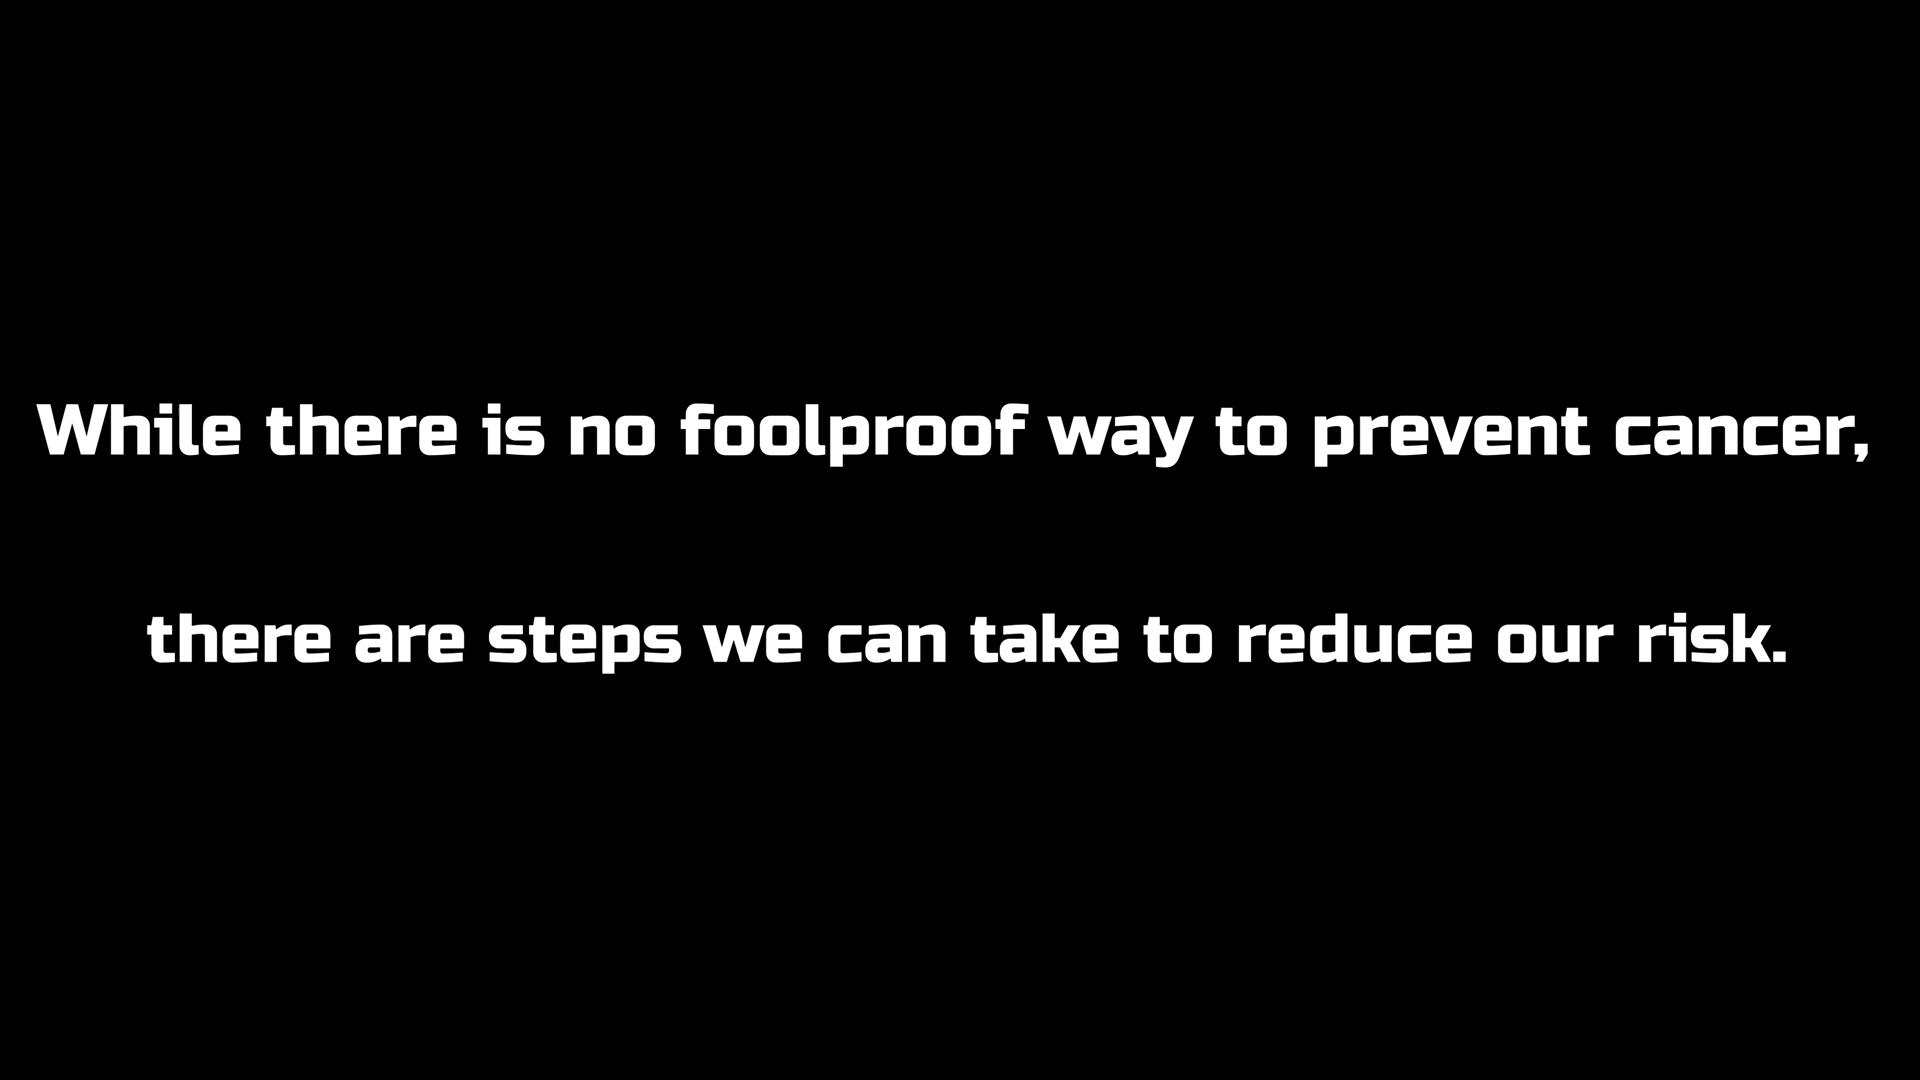 While there is no foolproof way to prevent cancer,
there are steps we can take to reduce our risk.